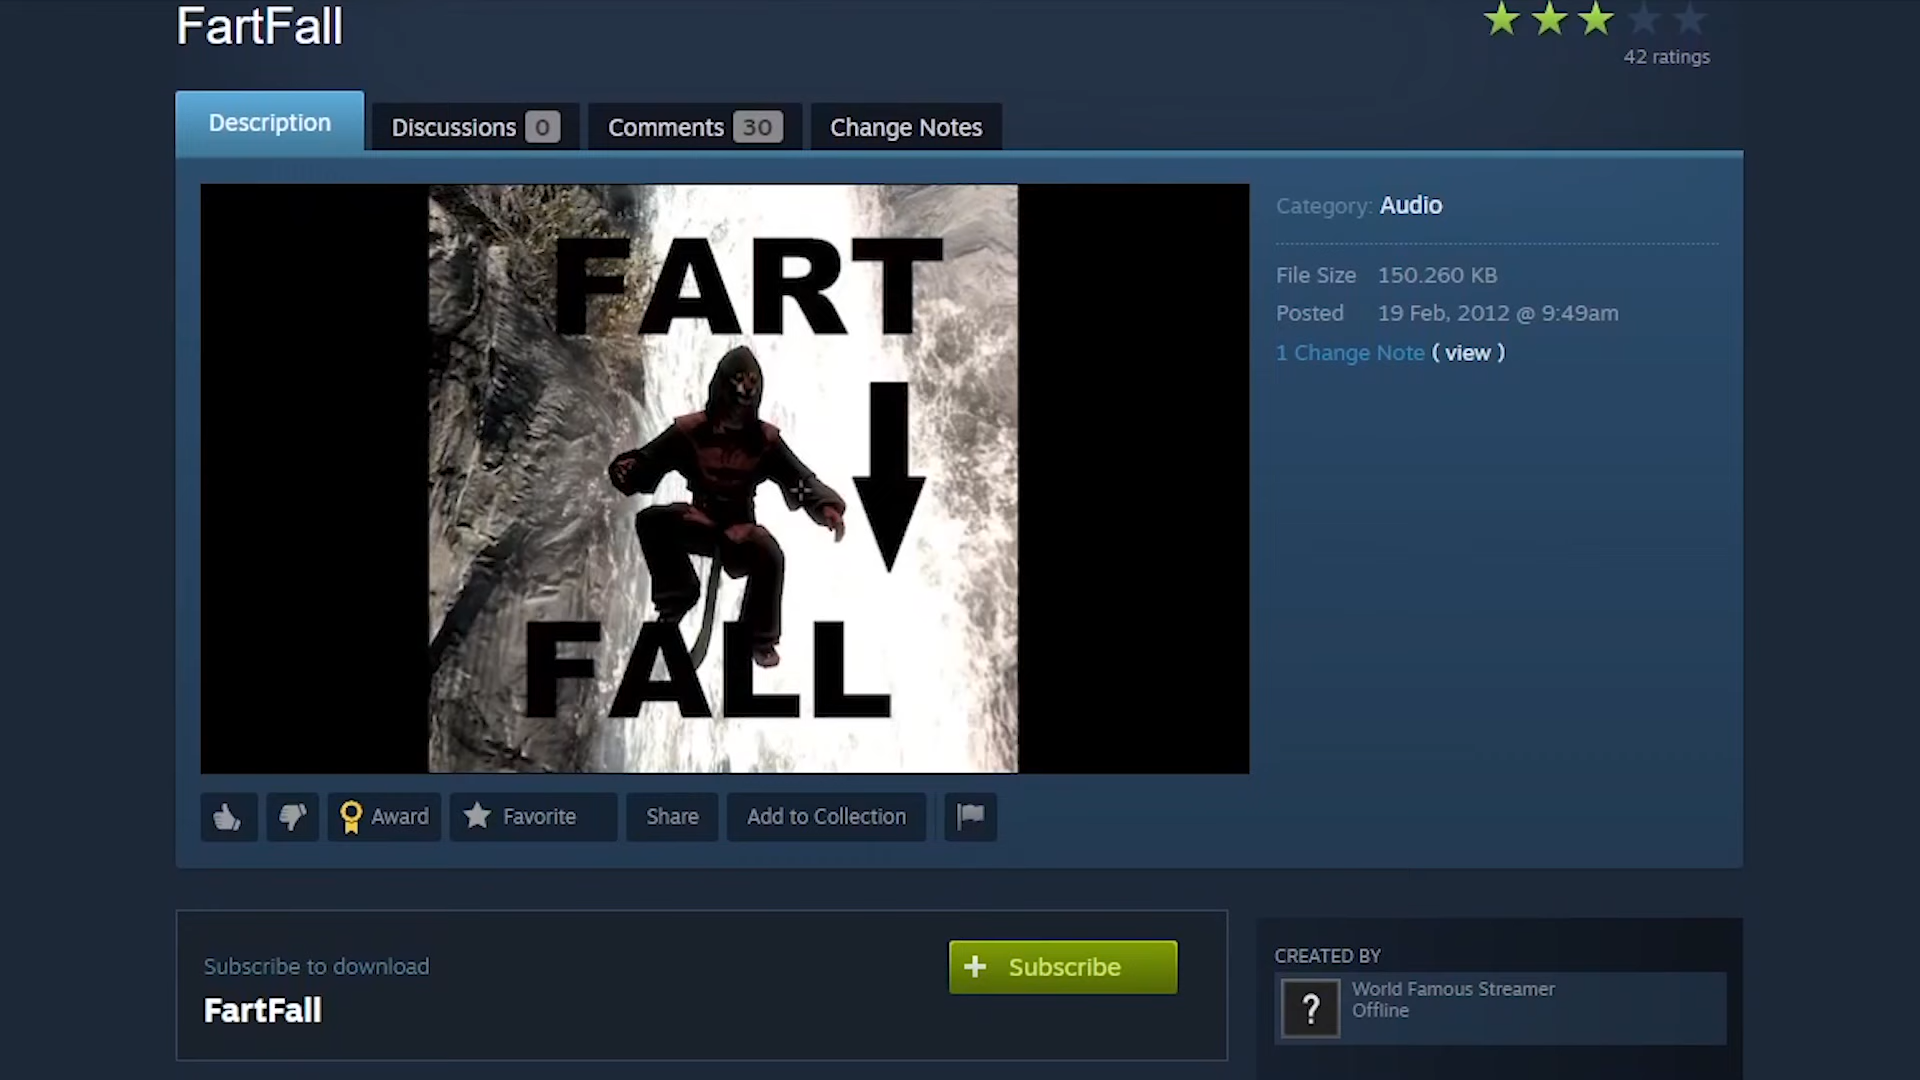 FartFall
42 ratings
Description
Discussions 0
Comments 30
Change Notes
FART
FALL
Category: Audio
File Size 150.260 KB
Posted 19 Feb, 2012 @ 9:49am
1 Change Note ( view )
Award
Favorite
Share
Add to Collection
Subscribe to download
FartFall
+ Subscribe
CREATED BY
?
World Famous Streamer
Offline